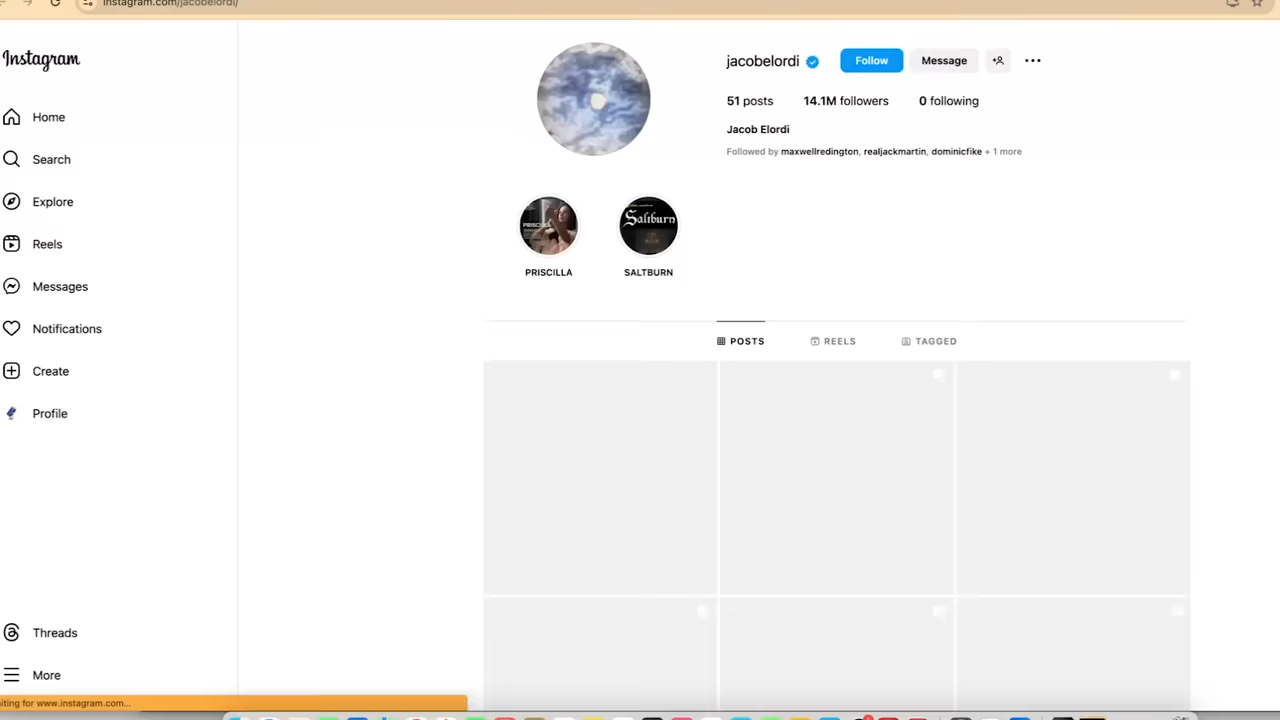 instagram.com/jacobelordi/
Instagram
Home
Search
Explore
Reels
Messages
Notifications
Create
Profile
Threads
More
jacobelordi
Follow
Message
51 posts 14.1M followers 0 following
Jacob Elordi
Followed by maxwellredington, realjackmartin, dominicfike + 1 more
PRISCILLA
Saltburn
PRISCILLA SALTBURN
POSTS REELS TAGGED
iting for www.instagram.com...